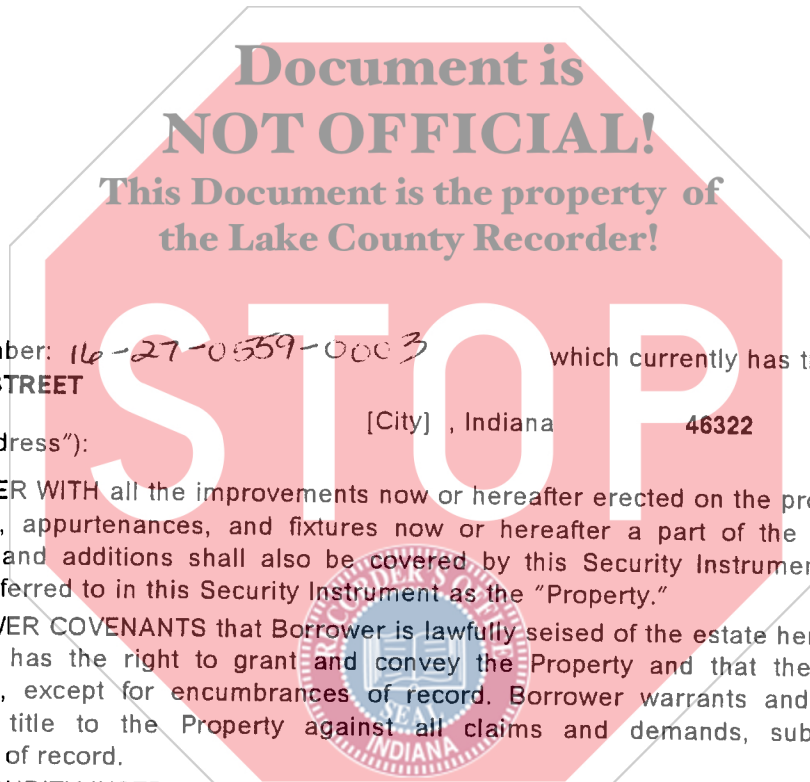 Document is
NOT OFFICIAL!
This Document is the property of
the Lake County Recorder!
STOP
ber: 16-27-0559-0003 which currently has t
STREET
[City] , Indiana 46322
dress"):
ER WITH all the improvements now or hereafter erected on the pro
, appurtenances, and fixtures now or hereafter a part of the
and additions shall also be covered by this Security Instrumen
ferred to in this Security Instrument as the "Property."
ER COVENANTS that Borrower is lawfully seised of the estate her
has the right to grant and convey the Property and that the
, except for encumbrances of record. Borrower warrants and
title to the Property against all claims and demands, sub
of record.
RECORDER'S OFFICE
SEAL
INDIANA